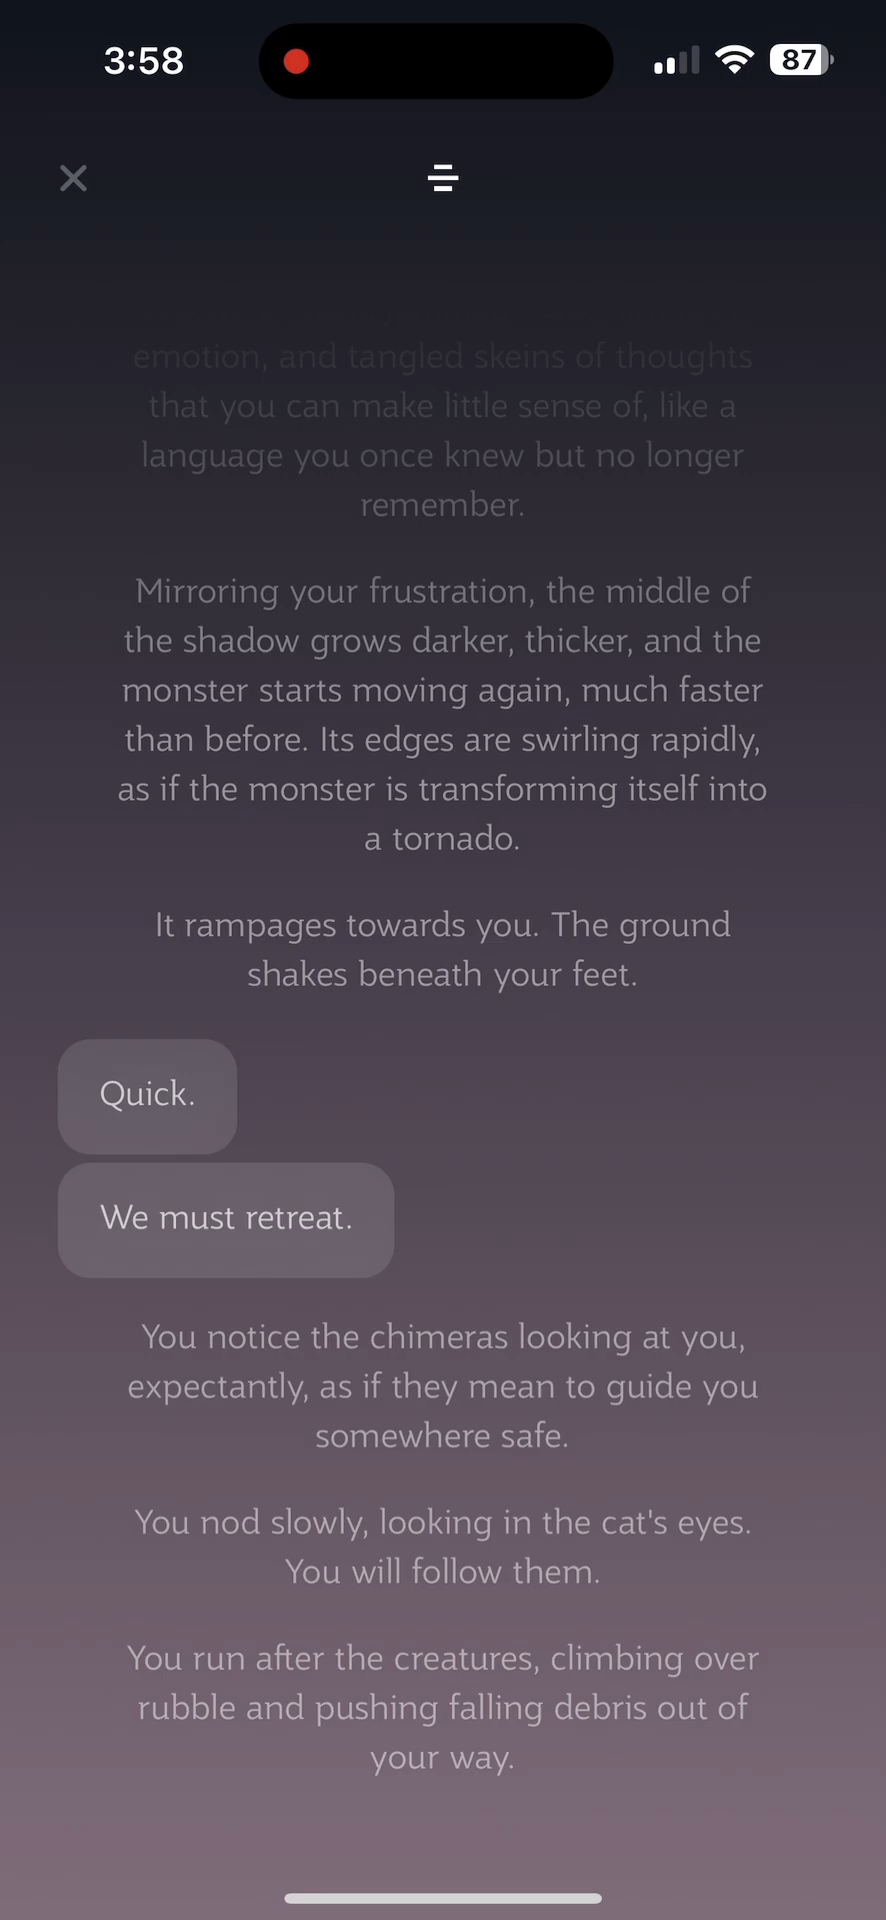 3:58
87
emotion, and tangled skeins of thoughts
that you can make little sense of, like a
language you once knew but no longer
remember.
Mirroring your frustration, the middle of
the shadow grows darker, thicker, and the
monster starts moving again, much faster
than before. Its edges are swirling rapidly,
as if the monster is transforming itself into
a tornado.
It rampages towards you. The ground
shakes beneath your feet.
Quick.
We must retreat.
You notice the chimeras looking at you,
expectantly, as if they mean to guide you
somewhere safe.
You nod slowly, looking in the cat's eyes.
You will follow them.
You run after the creatures, climbing over
rubble and pushing falling debris out of
your way.